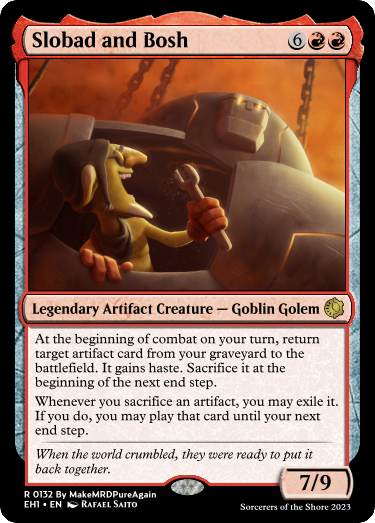 Slobad and Bosh 6
Legendary Artifact Creature — Goblin Golem
At the beginning of combat on your turn, return
target artifact card from your graveyard to the
battlefield. It gains haste. Sacrifice it at the
beginning of the next end step.
Whenever you sacrifice an artifact, you may exile it.
If you do, you may play that card until your next
end step.
When the world crumbled, they were ready to put it
back together.
7/9
R 0132 By MakeMRDPureAgain
EH1 • EN Rafael Saito
Sorcerers of the Shore 2023